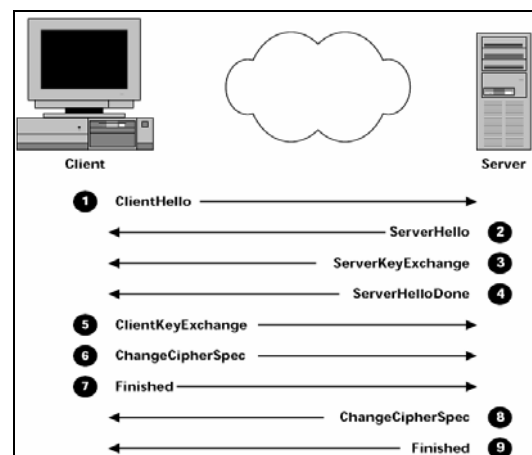 Client
Server
1 ClientHello
ServerHello 2
ServerKeyExchange 3
ServerHelloDone 4
5 ClientKeyExchange
6 ChangeCipherSpec
7 Finished
ChangeCipherSpec 8
Finished 9